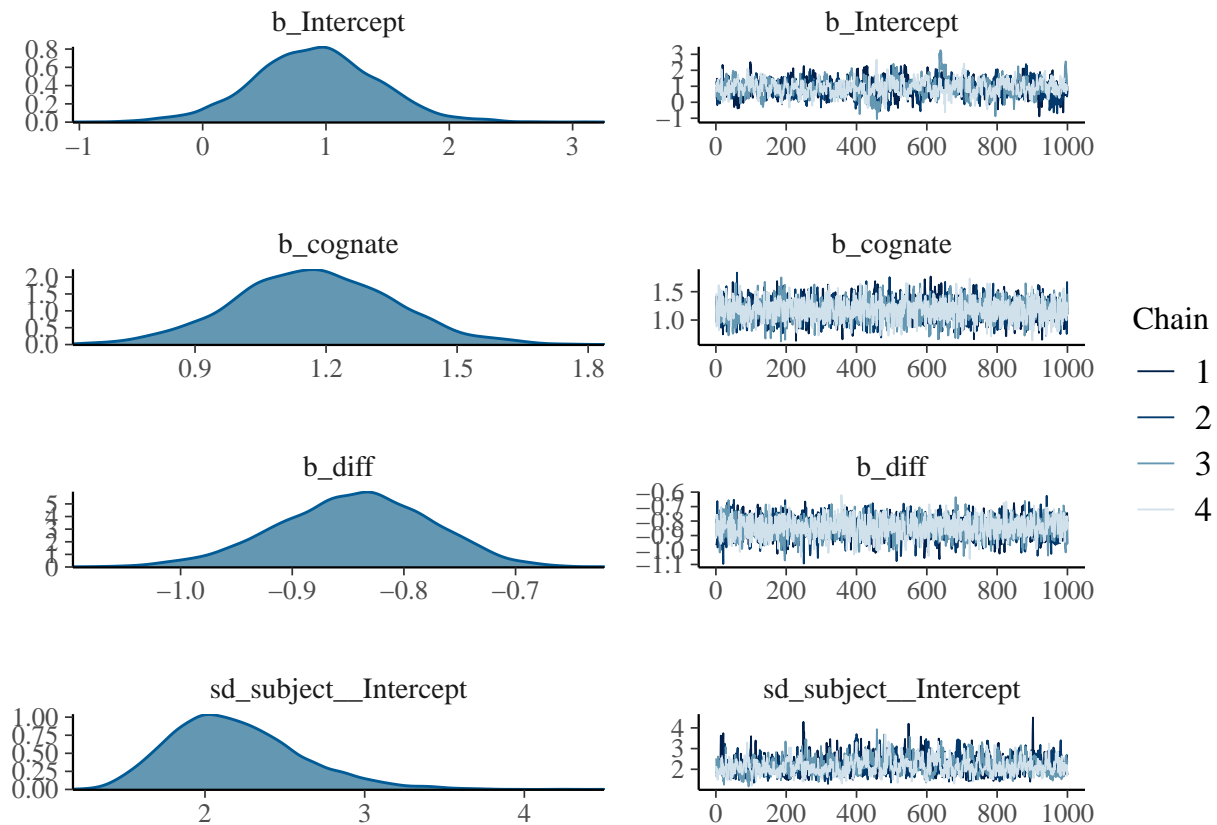 b_Intercept
0.8
0.6
0.4
0.2
0.0
−1 0 1 2 3
b_Intercept
3
2
1
0
−1
0 200 400 600 800 1000
b_cognate
2.0
1.5
1.0
0.5
0.0
0.9 1.2 1.5 1.8
b_cognate
1.5
1.0
0 200 400 600 800 1000
b_diff
5
4
3
2
1
0
−1.0 −0.9 −0.8 −0.7
b_diff
−0.6
−0.7
−0.8
−0.9
−1.0
−1.1
0 200 400 600 800 1000
sd_subject__Intercept
1.00
0.75
0.50
0.25
0.00
2 3 4
sd_subject__Intercept
4
3
2
0 200 400 600 800 1000
Chain
1
2
3
4